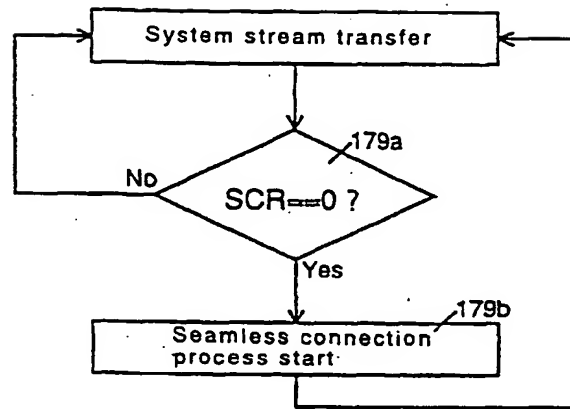 System stream transfer
179a
No
SCR==0 ?
Yes
179b
Seamless connection
process start